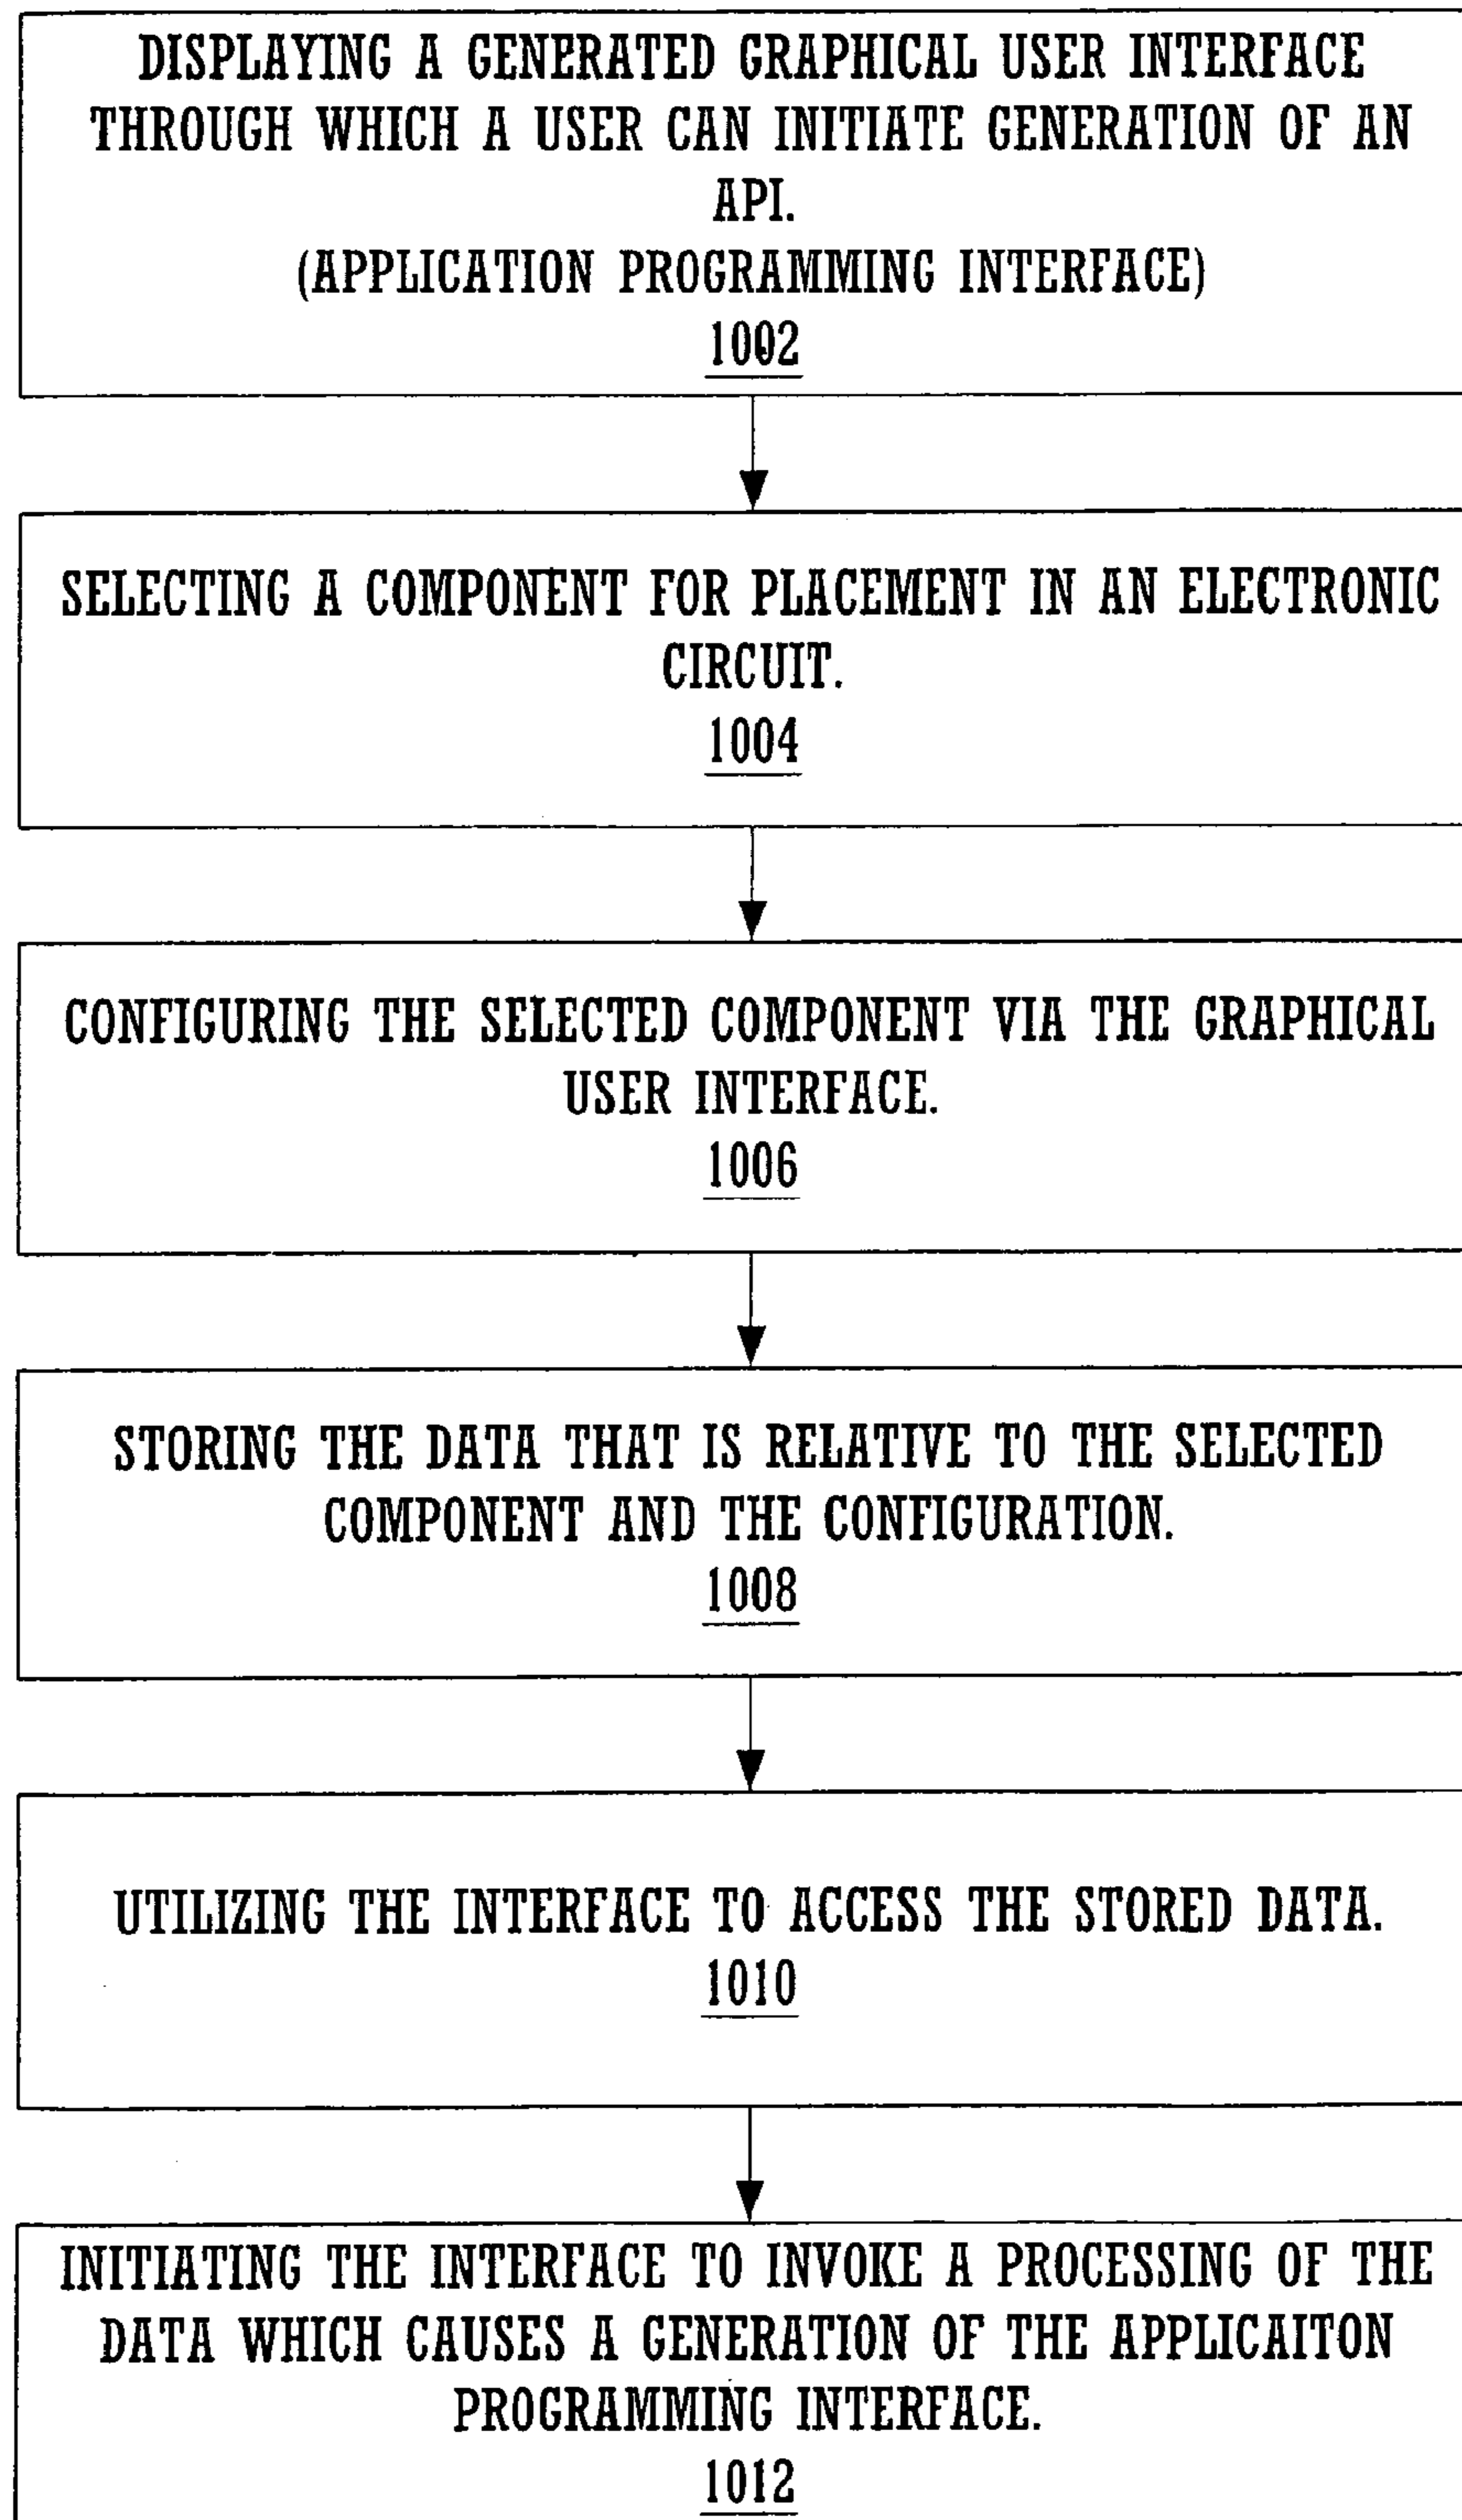 DISPLAYING A GENERATED GRAPHICAL USER INTERFACE
THROUGH WHICH A USER CAN INITIATE GENERATION OF AN
API.
(APPLICATION PROGRAMMING INTERFACE)
1002
SELECTING A COMPONENT FOR PLACEMENT IN AN ELECTRONIC
CIRCUIT.
1004
CONFIGURING THE SELECTED COMPONENT VIA THE GRAPHICAL
USER INTERFACE.
1006
STORING THE DATA THAT IS RELATIVE TO THE SELECTED
COMPONENT AND THE CONFIGURATION.
1008
UTILIZING THE INTERFACE TO ACCESS THE STORED DATA.
1010
INITIATING THE INTERFACE TO INVOKE A PROCESSING OF THE
DATA WHICH CAUSES A GENERATION OF THE APPLICAITON
PROGRAMMING INTERFACE.
1012